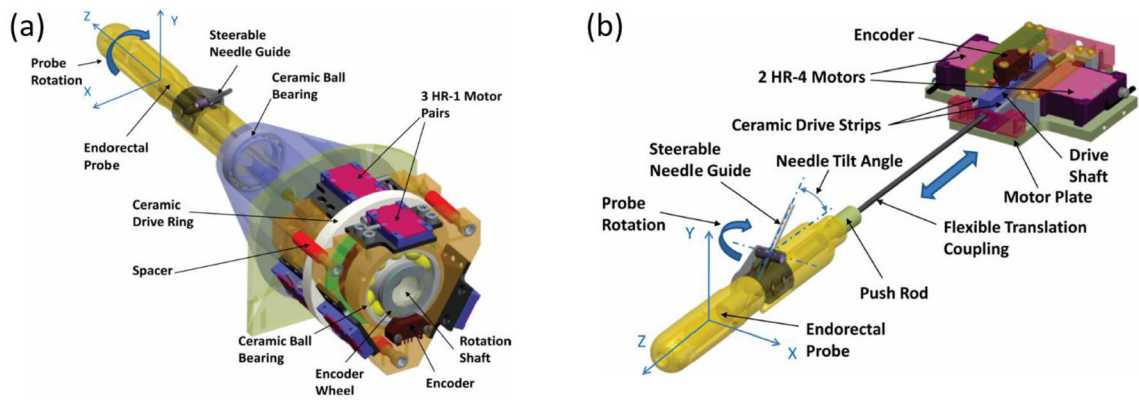 (a)
Z
Y
X
Probe
Rotation
Steerable
Needle Guide
Ceramic Ball
Bearing
3 HR-1 Motor
Pairs
Endorectal
Probe
Ceramic
Drive Ring
Spacer
Ceramic Ball
Bearing
Encoder
Wheel
Encoder
Rotation
Shaft
(b)
Encoder
2 HR-4 Motors
Ceramic Drive Strips
Steerable
Needle Guide
Needle Tilt Angle
Drive
Shaft
Motor Plate
Probe
Rotation
Y
Flexible Translation
Coupling
Push Rod
Z
X
Endorectal
Probe